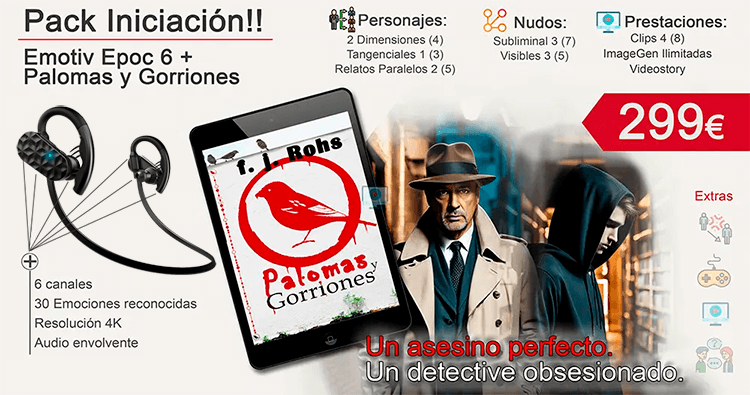 Pack Iniciación!!
Emotiv Epoc 6 +
Palomas y Gorriones
Personajes:
2 Dimensiones (4)
Tangenciales 1 (3)
Relatos Paralelos 2 (5)
Nudos:
Subliminal 3 (7)
Visibles 3 (5)
Prestaciones:
Clips 4 (8)
ImageGen Ilimitadas
Videostory
299€
f. j. Rohs
Palomas y
Gorriones
6 canales
30 Emociones reconocidas
Resolución 4K
Audio envolvente
Extras
Un asesino perfecto.
Un detective obsesionado.